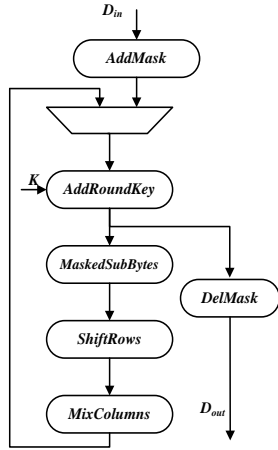 D_in
AddMask
K
AddRoundKey
MaskedSubBytes
DelMask
ShiftRows
MixColumns
D_out